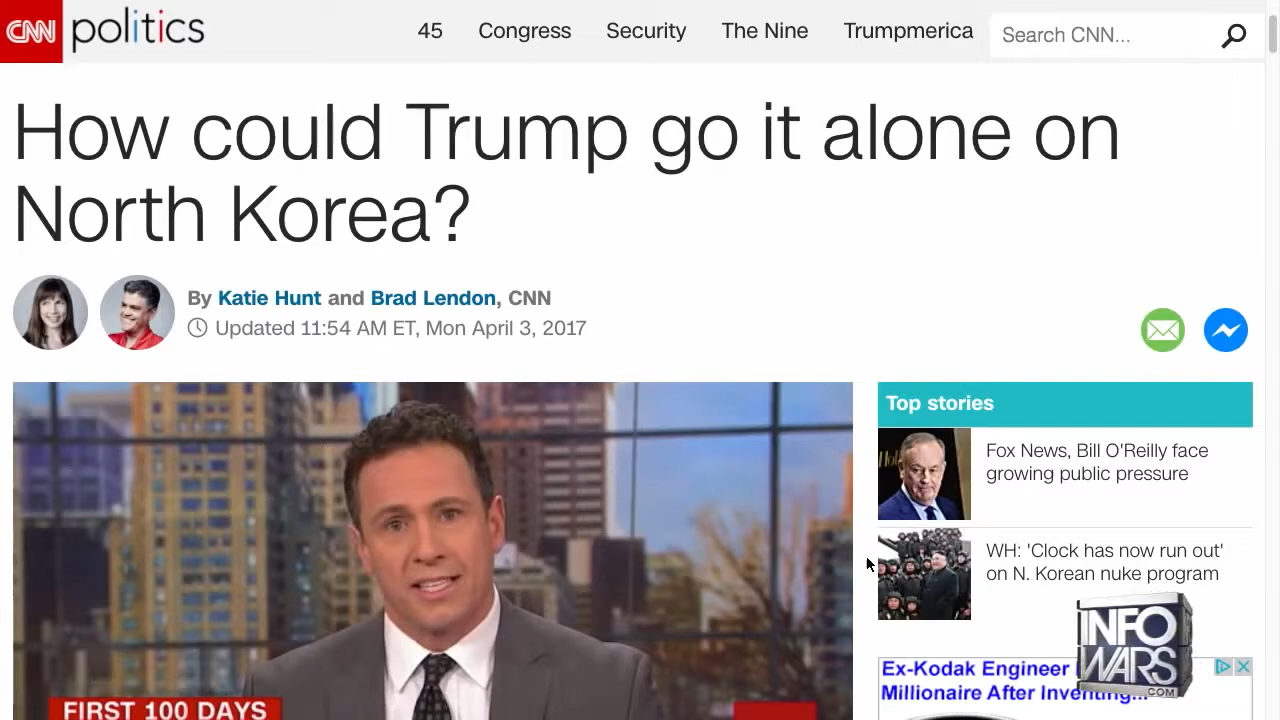 CNN politics
45 Congress Security The Nine Trumpmerica Search CNN...
How could Trump go it alone on
North Korea?
By Katie Hunt and Brad Lendon, CNN
Updated 11:54 AM ET, Mon April 3, 2017
Top stories
Fox News, Bill O'Reilly face
growing public pressure
WH: 'Clock has now run out'
on N. Korean nuke program
Ex-Kodak Engineer
Millionaire After Inventing...
INFO
WARS
.COM
FIRST 100 DAYS